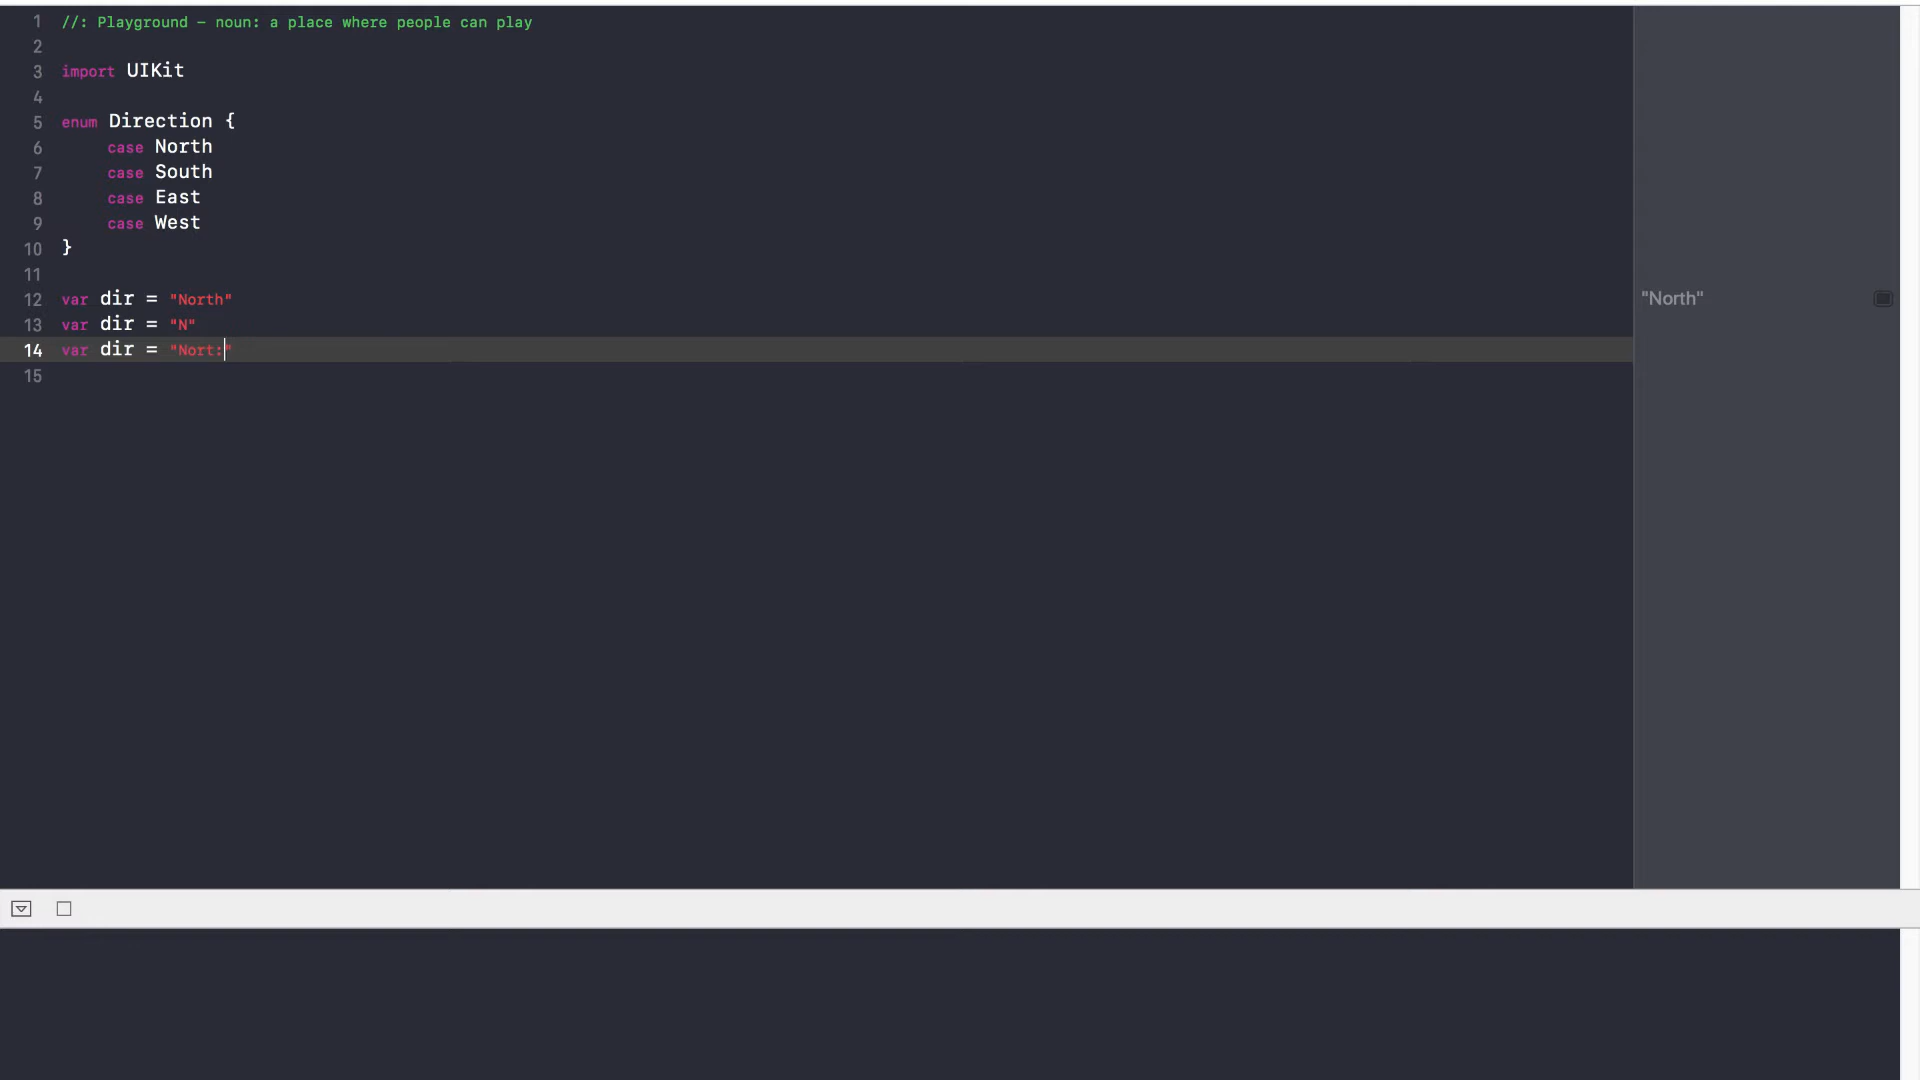 1 //: Playground – noun: a place where people can play
2
3 import UIKit
4
5 enum Direction {
6 case North
7 case South
8 case East
9 case West
10 }
11
12 var dir = "North" "North"
13 var dir = "N"
14 var dir = "Nort:"
15